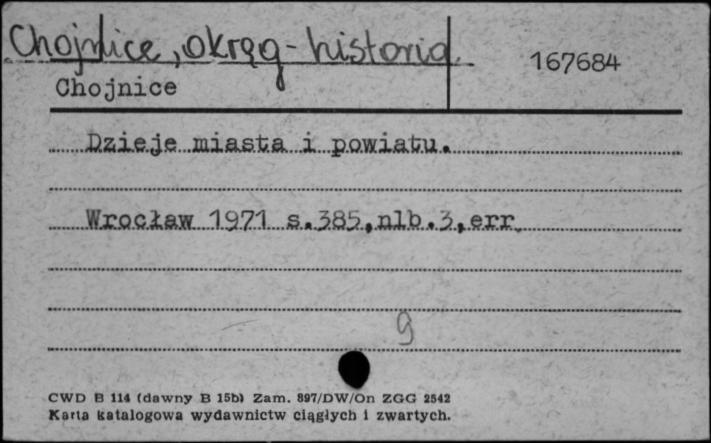 Chojnice, okręg - historia
167684
Chojnice
Dzieje miasta i powiatu.
Wrocław 1971 s.385,nlb.3,err
g
CWD B 114 (dawny B 15b) Zam. 897/DW/On ZGG 2542
Karta katalogowa wydawnictw ciągłych i zwartych.